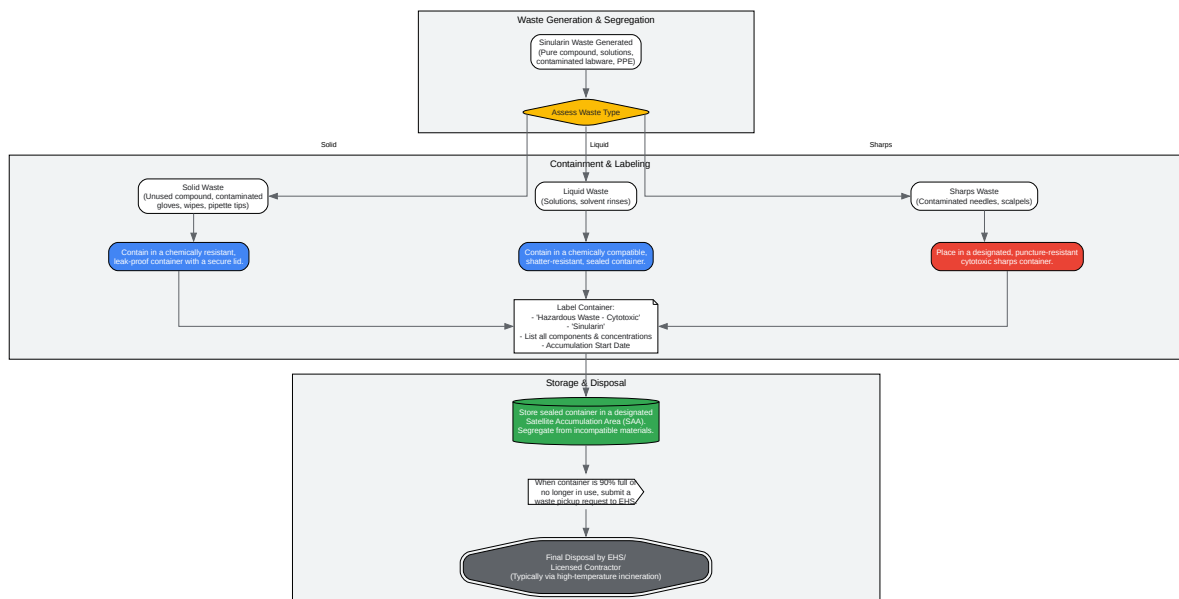 Waste Generation & Segregation
Sinularin Waste Generated
(Pure compound, solutions,
contaminated labware, PPE)
Assess Waste Type
Solid
Liquid
Sharps
Containment & Labeling
Solid Waste
(Unused compound, contaminated
gloves, wipes, pipette tips)
Liquid Waste
(Solutions, solvent rinses)
Sharps Waste
(Contaminated needles, scalpels)
Contain in a chemically resistant,
leak-proof container with a secure lid.
Contain in a chemically compatible,
shatter-resistant, sealed container.
Place in a designated, puncture-resistant
cytotoxic sharps container.
Label Container:
- 'Hazardous Waste - Cytotoxic'
- 'Sinularin'
- List all components & concentrations
- Accumulation Start Date
Storage & Disposal
Store sealed container in a designated
Satellite Accumulation Area (SAA).
Segregate from incompatible materials.
When container is 90% full or
no longer in use, submit a
waste pickup request to EHS.
Final Disposal by EHS/
Licensed Contractor
(Typically via high-temperature incineration)